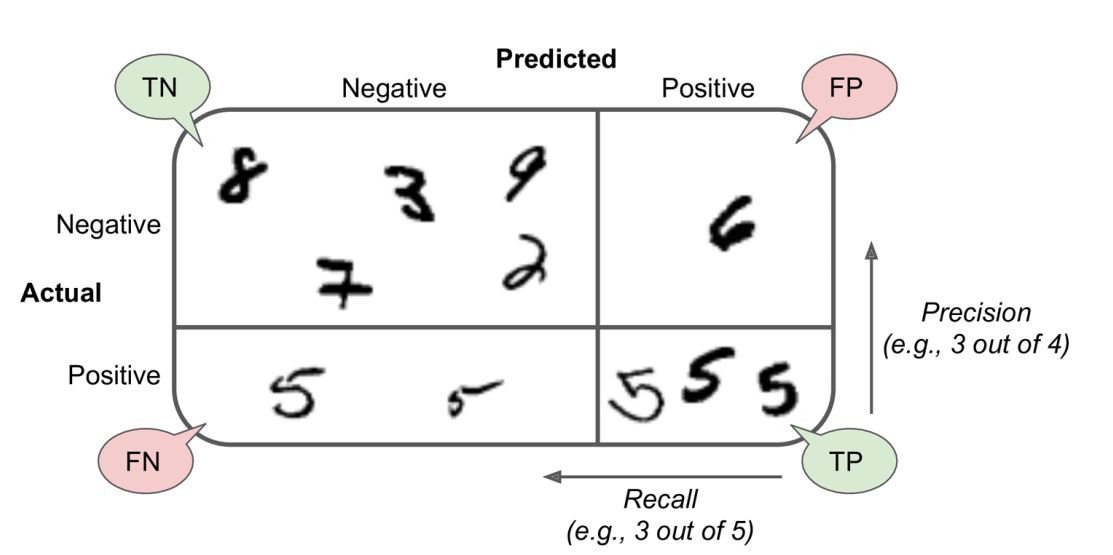 Predicted
TN
Negative
Positive
FP
8
3
9
Negative
6
7
2
Actual
Precision
(e.g., 3 out of 4)
Positive
5
5
5
5
5
FN
TP
Recall
(e.g., 3 out of 5)